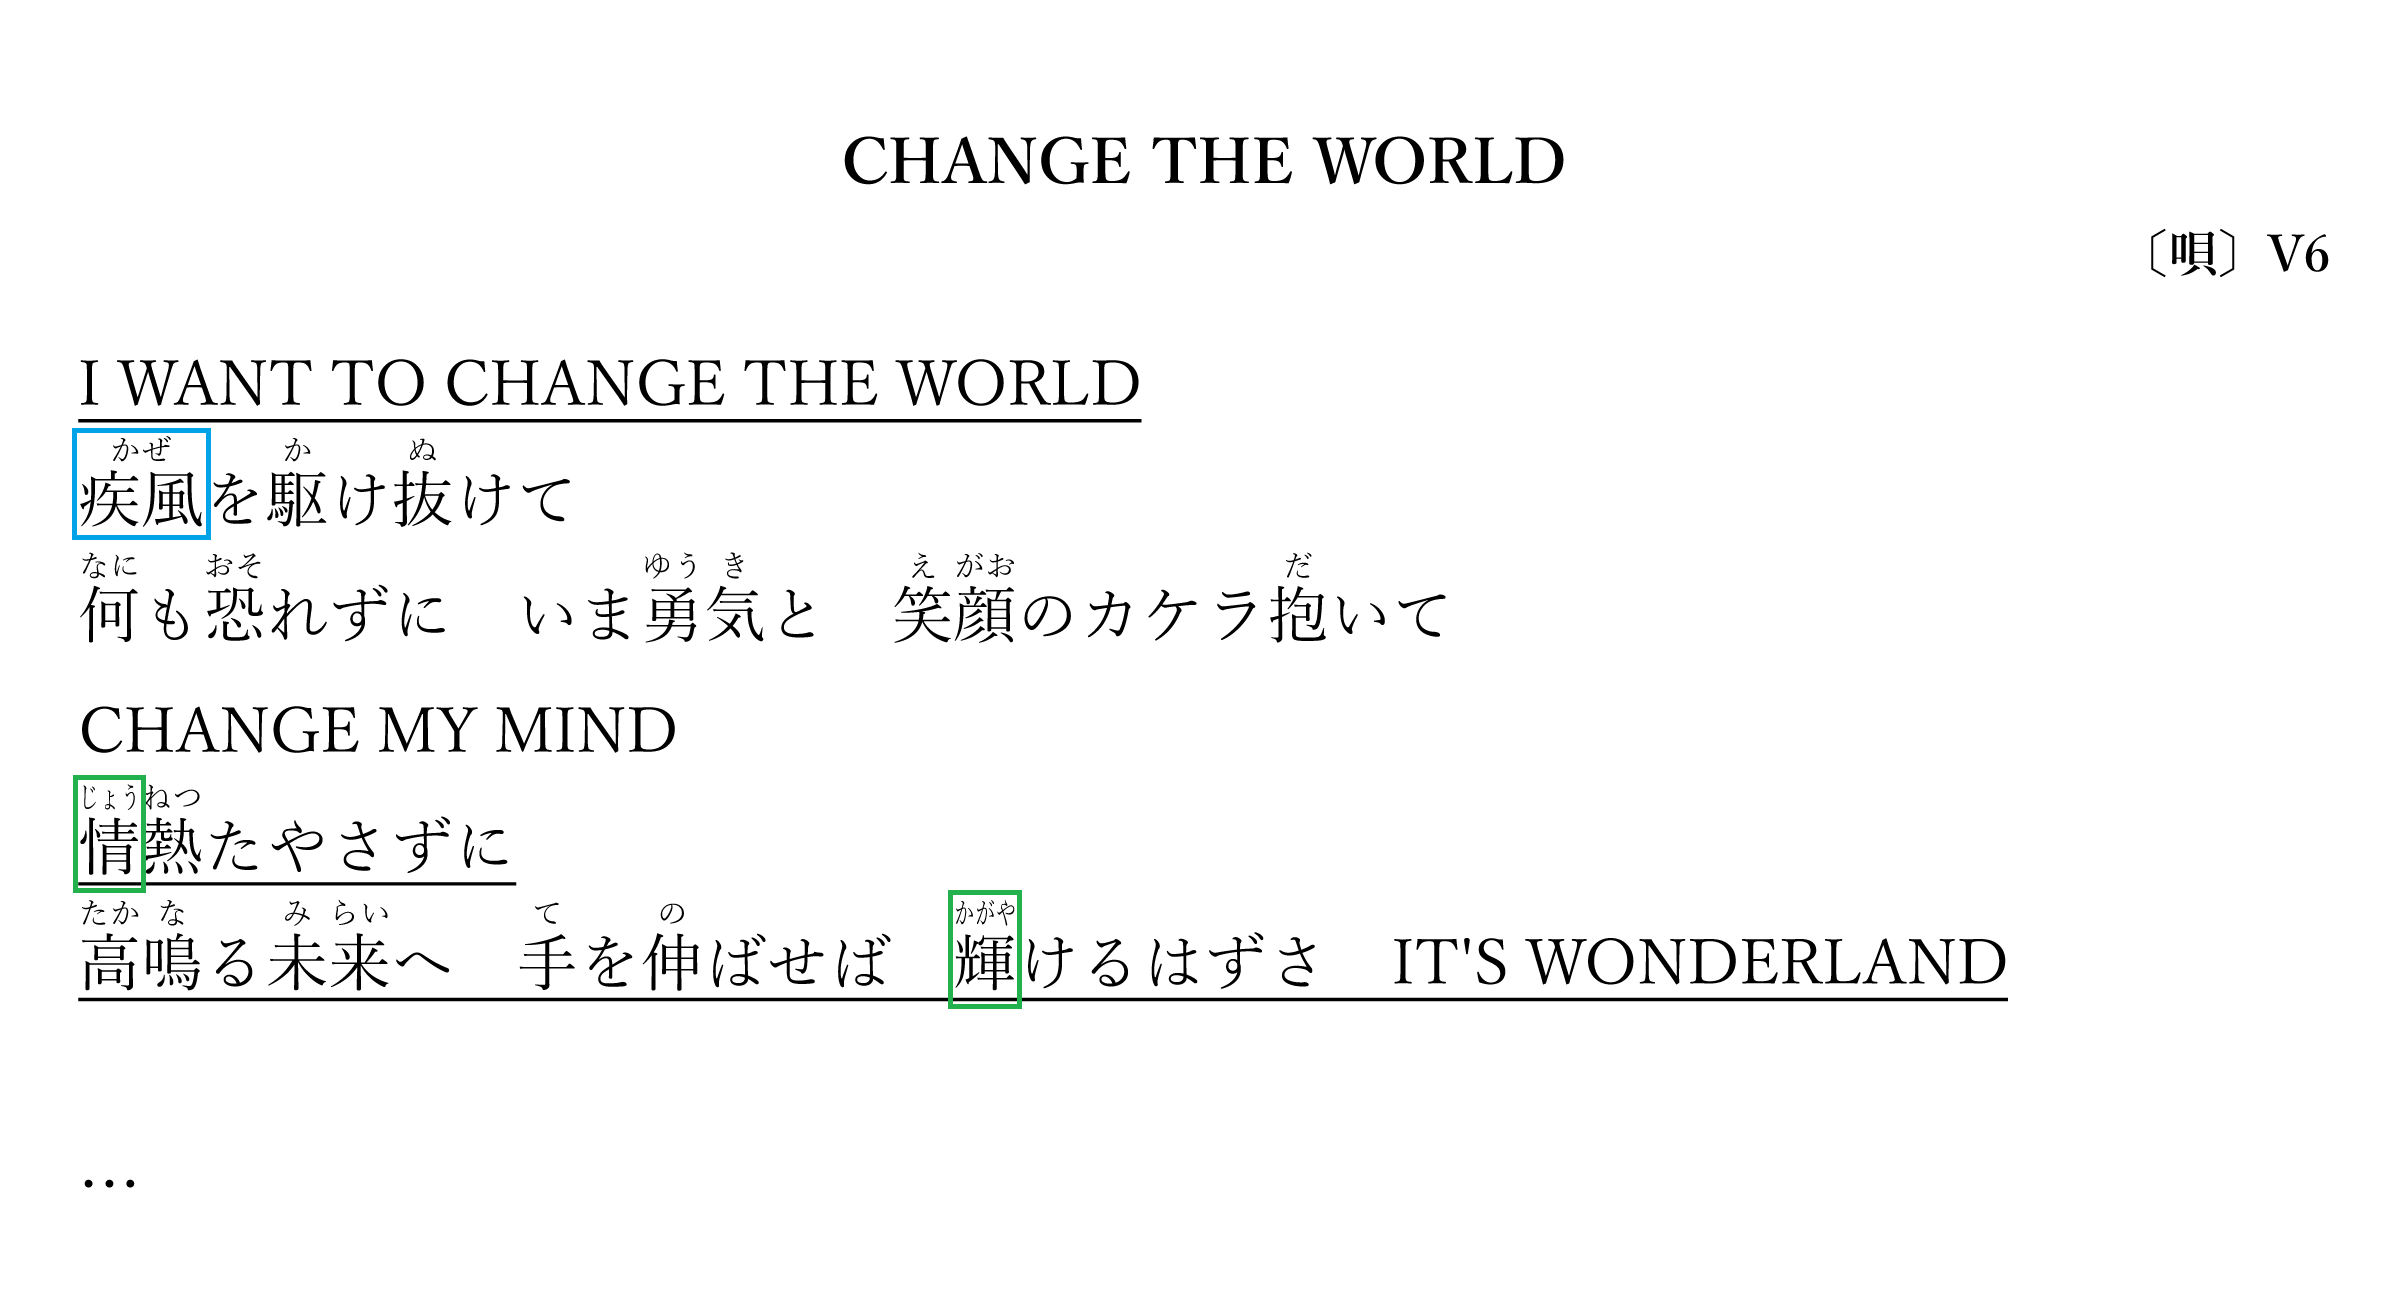 CHANGE THE WORLD
〔唄〕V6
I WANT TO CHANGE THE WORLD
かぜ か ぬ
疾風を駆け抜けて
なに おそ ゆう き え がお だ
何も恐れずに　いま勇気と　笑顔のカケラ抱いて
CHANGE MY MIND
じょう ねつ
情熱たやさずに
たか な み らい て の かがや
高鳴る未来へ　手を伸ばせば　輝けるはずさ　IT'S WONDERLAND
…